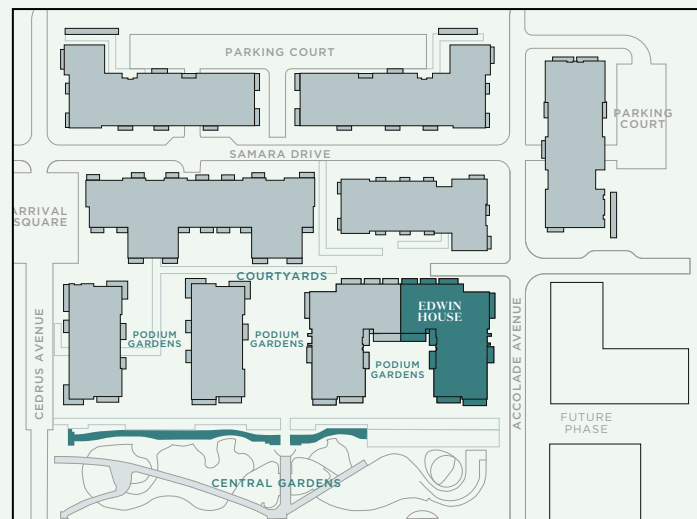 PARKING COURT
PARKING
COURT
SAMARA DRIVE
ARRIVAL
SQUARE
COURTYARDS
EDWIN
HOUSE
CEDRUS AVENUE
PODIUM
GARDENS
PODIUM
GARDENS
PODIUM
GARDENS
ACCOLADE AVENUE
FUTURE
PHASE
CENTRAL GARDENS